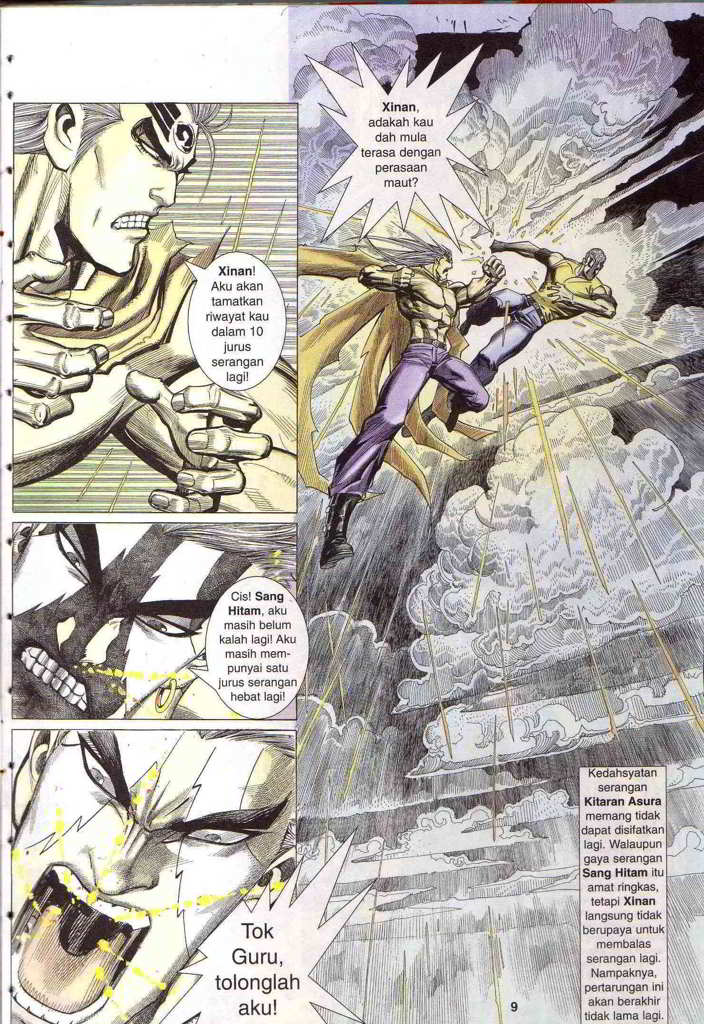 Xinan,
adakah kau
dah mula
terasa dengan
perasaan
maut?
Xinan!
Aku akan
tamatkan
riwayat kau
dalam 10
jurus
serangan
lagi!
Cis! Sang
Hitam, aku
masih belum
kalah lagi! Aku
masih mem-
punyai satu
jurus serangan
hebat lagi!
Tok
Guru,
tolonglah
aku!
Kedahsyatan
serangan
Kitaran Asura
memang tidak
dapat disifatkan
lagi. Walaupun
gaya serangan
Sang Hitam itu
amat ringkas,
tetapi Xinan
langsung tidak
berupaya untuk
membalas
serangan lagi.
Nampaknya,
pertarungan ini
akan berakhir
tidak lama lagi.
9